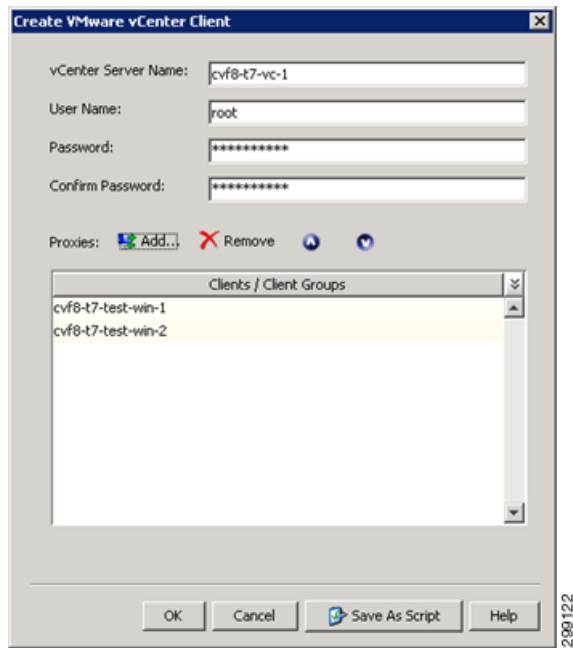 Create VMware vCenter Client
vCenter Server Name: cvf8-t7-vc-1
User Name: root
Password: **********
Confirm Password: **********
Proxies: Add... Remove
Clients / Client Groups
cvf8-t7-test-win-1
cvf8-t7-test-win-2
OK Cancel Save As Script Help
299122